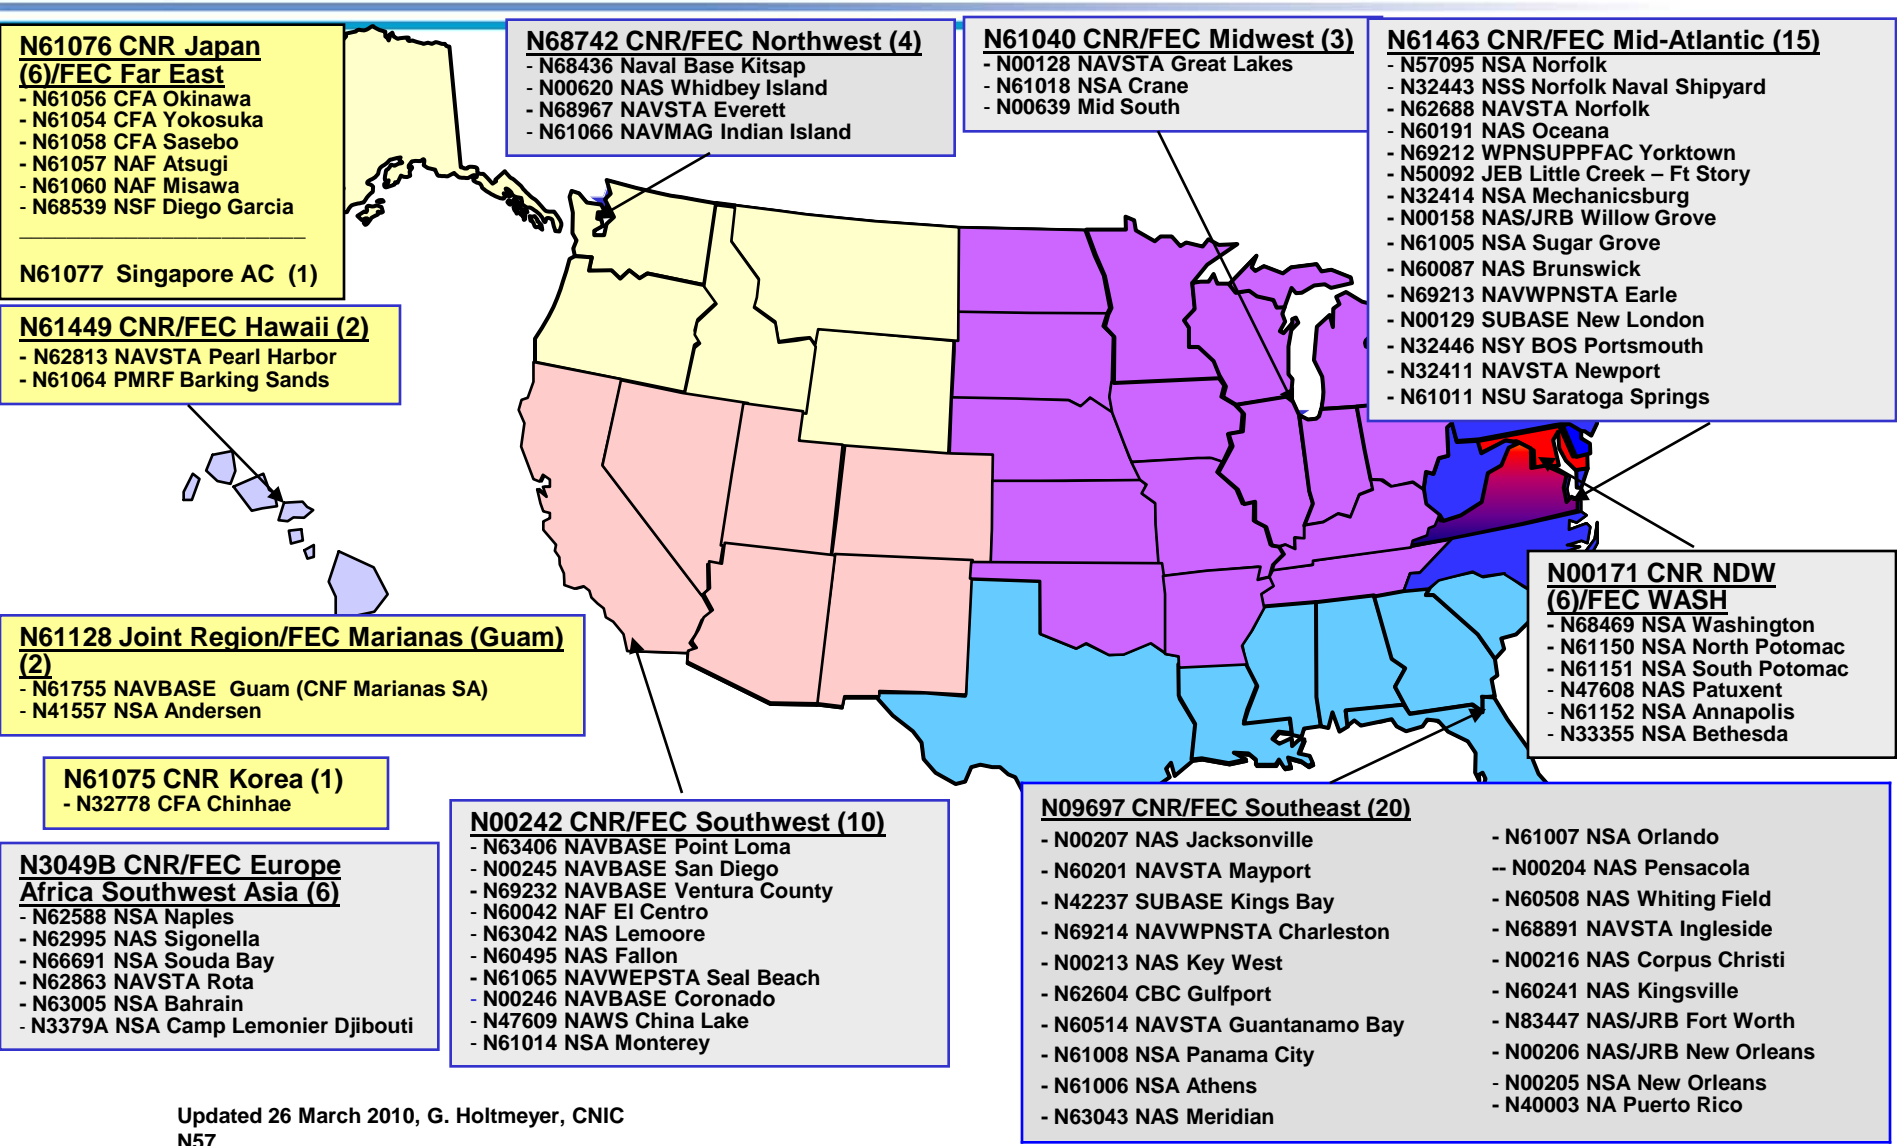 N61076 CNR Japan
(6)/FEC Far East
- N61056 CFA Okinawa
- N61054 CFA Yokosuka
- N61058 CFA Sasebo
- N61057 NAF Atsugi
- N61060 NAF Misawa
- N68539 NSF Diego Garcia
N61077  Singapore AC  (1)
N61449 CNR/FEC Hawaii (2)
- N62813 NAVSTA Pearl Harbor
- N61064 PMRF Barking Sands
N68742 CNR/FEC Northwest (4)
- N68436 Naval Base Kitsap
- N00620 NAS Whidbey Island
- N68967 NAVSTA Everett
- N61066 NAVMAG Indian Island
N61040 CNR/FEC Midwest (3)
- N00128 NAVSTA Great Lakes
- N61018 NSA Crane
- N00639 Mid South
N61463 CNR/FEC Mid-Atlantic (15)
- N57095 NSA Norfolk
- N32443 NSS Norfolk Naval Shipyard
- N62688 NAVSTA Norfolk
- N60191 NAS Oceana
- N69212 WPNSUPPFAC Yorktown
- N50092 JEB Little Creek – Ft Story
- N32414 NSA Mechanicsburg
- N00158 NAS/JRB Willow Grove
- N61005 NSA Sugar Grove
- N60087 NAS Brunswick
- N69213 NAVWPNSTA Earle
- N00129 SUBASE New London
- N32446 NSY BOS Portsmouth
- N32411 NAVSTA Newport
- N61011 NSU Saratoga Springs
N00171 CNR NDW
(6)/FEC WASH
- N68469 NSA Washington
- N61150 NSA North Potomac
- N61151 NSA South Potomac
- N47608 NAS Patuxent
- N61152 NSA Annapolis
- N33355 NSA Bethesda
N61128 Joint Region/FEC Marianas (Guam)
(2)
- N61755 NAVBASE  Guam (CNF Marianas SA)
- N41557 NSA Andersen
N61075 CNR Korea (1)
- N32778 CFA Chinhae
N3049B CNR/FEC Europe
Africa Southwest Asia (6)
- N62588 NSA Naples
- N62995 NAS Sigonella
- N66691 NSA Souda Bay
- N62863 NAVSTA Rota
- N63005 NSA Bahrain
- N3379A NSA Camp Lemonier Djibouti
N00242 CNR/FEC Southwest (10)
- N63406 NAVBASE Point Loma
- N00245 NAVBASE San Diego
- N69232 NAVBASE Ventura County
- N60042 NAF El Centro
- N63042 NAS Lemoore
- N60495 NAS Fallon
- N61065 NAVWEPSTA Seal Beach
- N00246 NAVBASE Coronado
- N47609 NAWS China Lake
- N61014 NSA Monterey
N09697 CNR/FEC Southeast (20)
- N00207 NAS Jacksonville
- N60201 NAVSTA Mayport
- N42237 SUBASE Kings Bay
- N69214 NAVWPNSTA Charleston
- N00213 NAS Key West
- N62604 CBC Gulfport
- N60514 NAVSTA Guantanamo Bay
- N61008 NSA Panama City
- N61006 NSA Athens
- N63043 NAS Meridian
- N61007 NSA Orlando
-- N00204 NAS Pensacola
- N60508 NAS Whiting Field
- N68891 NAVSTA Ingleside
- N00216 NAS Corpus Christi
- N60241 NAS Kingsville
- N83447 NAS/JRB Fort Worth
- N00206 NAS/JRB New Orleans
- N00205 NSA New Orleans
- N40003 NA Puerto Rico
Updated 26 March 2010, G. Holtmeyer, CNIC
N57